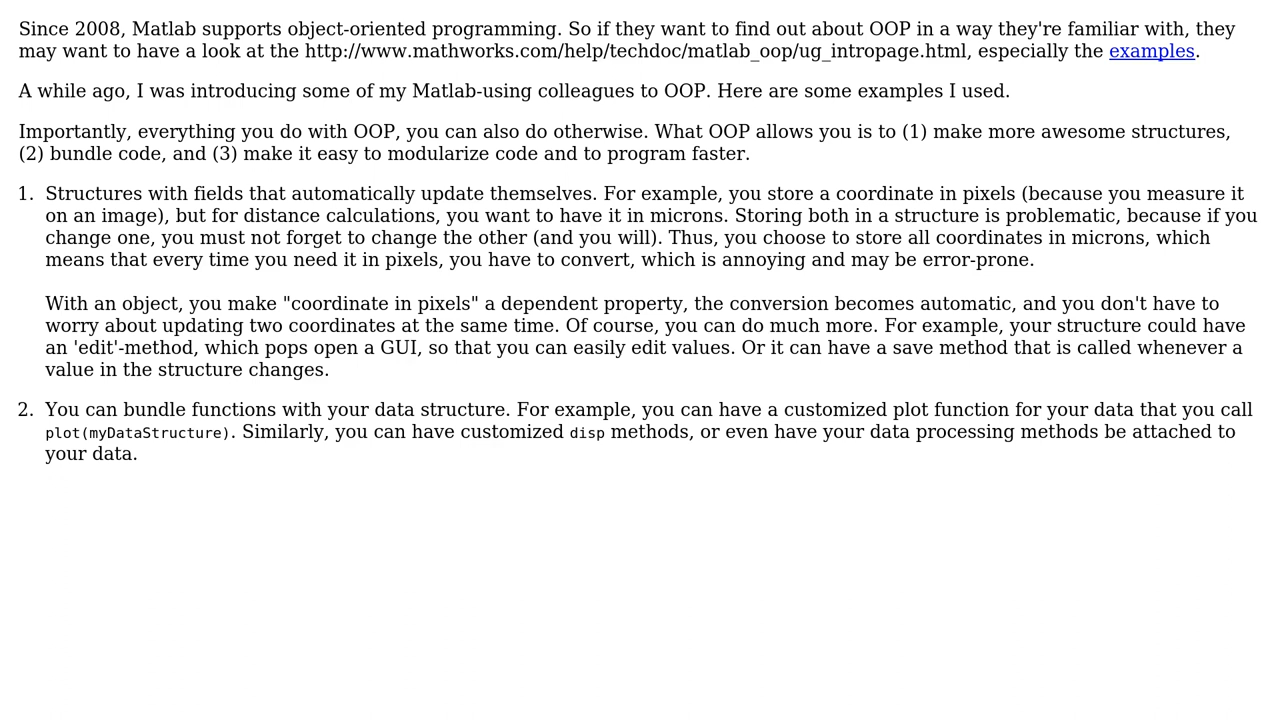 Since 2008, Matlab supports object-oriented programming. So if they want to find out about OOP in a way they're familiar with, they
may want to have a look at the http://www.mathworks.com/help/techdoc/matlab_oop/ug_intropage.html, especially the examples.
A while ago, I was introducing some of my Matlab-using colleagues to OOP. Here are some examples I used.
Importantly, everything you do with OOP, you can also do otherwise. What OOP allows you is to (1) make more awesome structures,
(2) bundle code, and (3) make it easy to modularize code and to program faster.
1. Structures with fields that automatically update themselves. For example, you store a coordinate in pixels (because you measure it
on an image), but for distance calculations, you want to have it in microns. Storing both in a structure is problematic, because if you
change one, you must not forget to change the other (and you will). Thus, you choose to store all coordinates in microns, which
means that every time you need it in pixels, you have to convert, which is annoying and may be error-prone.
With an object, you make "coordinate in pixels" a dependent property, the conversion becomes automatic, and you don't have to
worry about updating two coordinates at the same time. Of course, you can do much more. For example, your structure could have
an 'edit'-method, which pops open a GUI, so that you can easily edit values. Or it can have a save method that is called whenever a
value in the structure changes.
2. You can bundle functions with your data structure. For example, you can have a customized plot function for your data that you call
plot(myDataStructure). Similarly, you can have customized disp methods, or even have your data processing methods be attached to
your data.